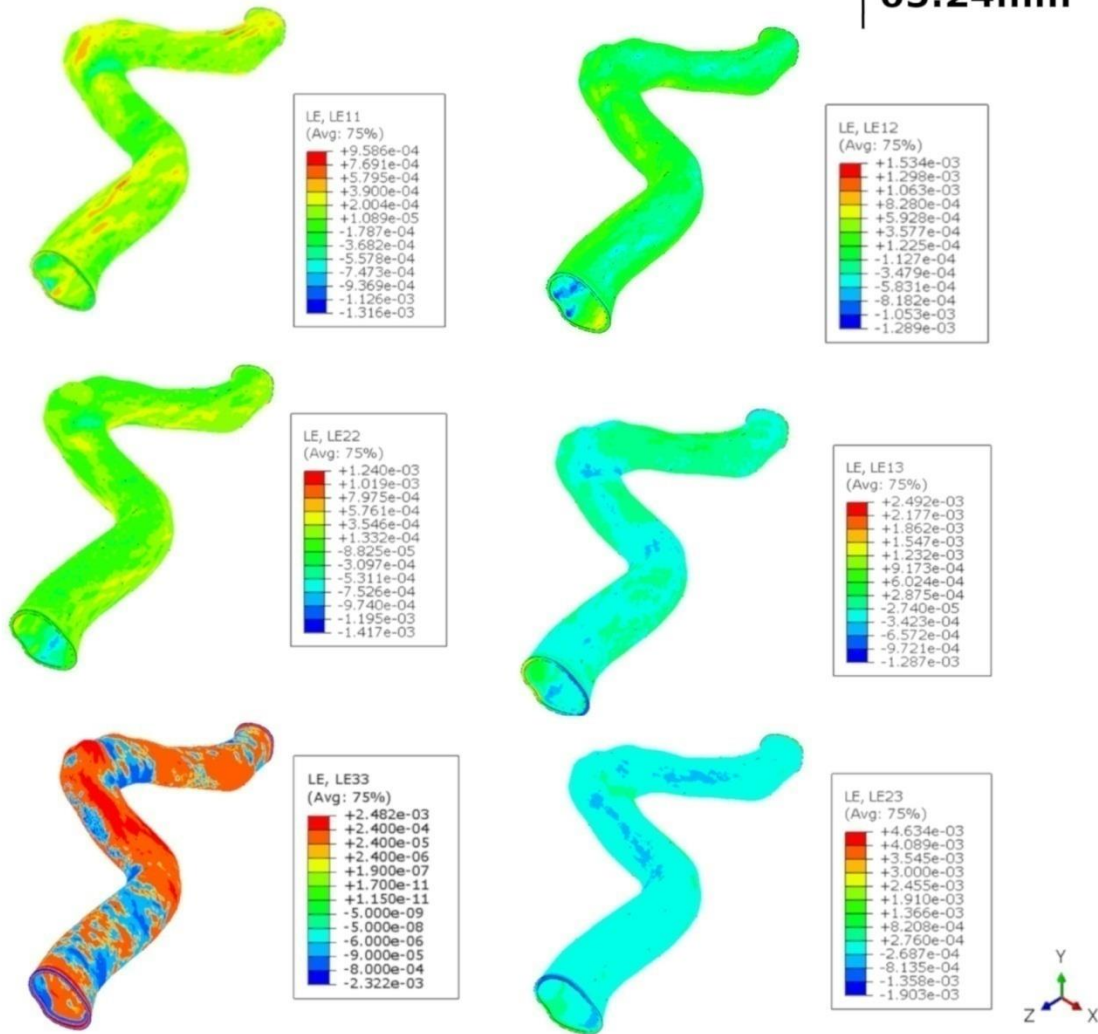 LE, LE11
(Avg: 75%)
+9.586e-04
+7.691e-04
+5.795e-04
+3.900e-04
+2.004e-04
+1.089e-05
-1.787e-04
-3.682e-04
-5.578e-04
-7.473e-04
-9.369e-04
-1.126e-03
-1.316e-03
LE, LE12
(Avg: 75%)
+1.534e-03
+1.298e-03
+1.063e-03
+8.280e-04
+5.928e-04
+3.577e-04
+1.225e-04
-1.127e-04
-3.479e-04
-5.831e-04
-8.182e-04
-1.053e-03
-1.289e-03
LE, LE22
(Avg: 75%)
+1.240e-03
+1.019e-03
+7.975e-04
+5.761e-04
+3.546e-04
+1.332e-04
-8.825e-05
-3.097e-04
-5.311e-04
-7.526e-04
-9.740e-04
-1.195e-03
-1.417e-03
LE, LE13
(Avg: 75%)
+2.492e-03
+2.177e-03
+1.862e-03
+1.547e-03
+1.232e-03
+9.173e-04
+6.024e-04
+2.875e-04
-2.740e-05
-3.423e-04
-6.572e-04
-9.721e-04
-1.287e-03
LE, LE33
(Avg: 75%)
+2.482e-03
+2.400e-04
+2.400e-05
+2.400e-06
+1.900e-07
+1.700e-11
+1.150e-11
-5.000e-09
-5.000e-08
-6.000e-06
-9.000e-05
-8.000e-04
-2.322e-03
LE, LE23
(Avg: 75%)
+4.634e-03
+4.089e-03
+3.545e-03
+3.000e-03
+2.455e-03
+1.910e-03
+1.366e-03
+8.208e-04
+2.760e-04
-2.687e-04
-8.135e-04
-1.358e-03
-1.903e-03
Y
Z X